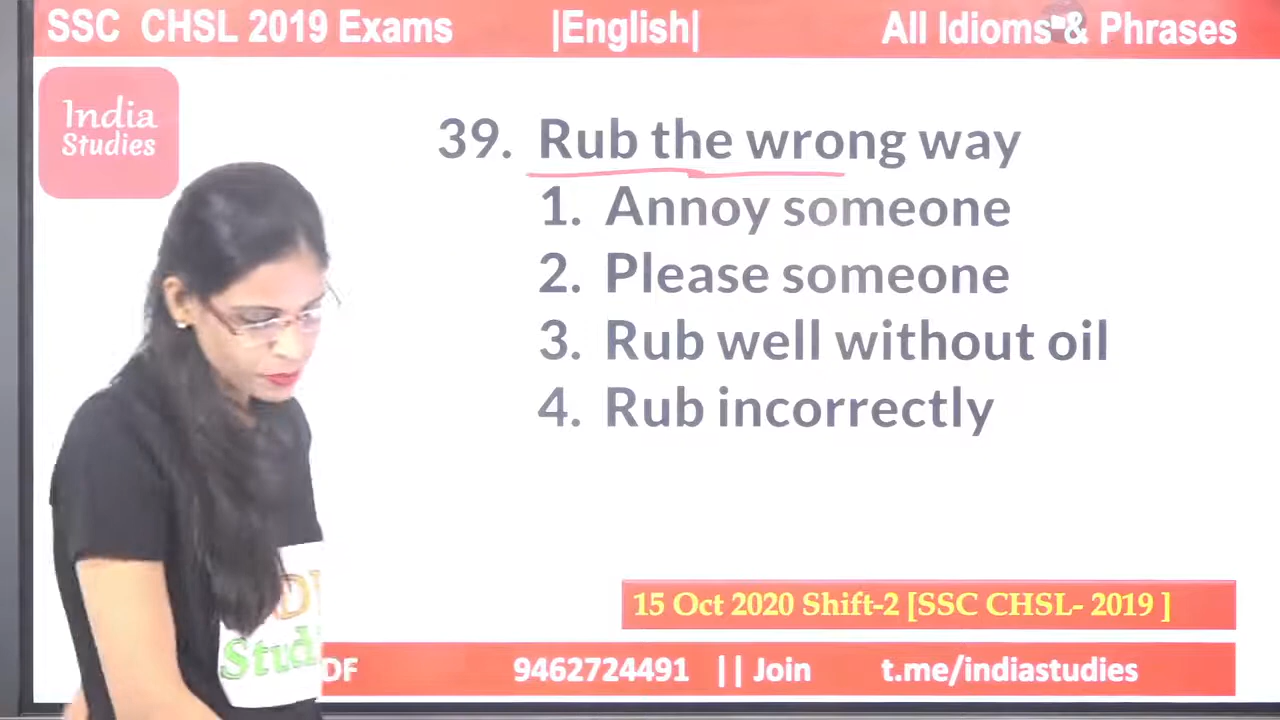 SSC CHSL 2019 Exams |English| All Idioms & Phrases
India
Studies
39. Rub the wrong way
1. Annoy someone
2. Please someone
3. Rub well without oil
4. Rub incorrectly
15 Oct 2020 Shift-2 [SSC CHSL- 2019 ]
DF 9462724491 || Join t.me/indiastudies